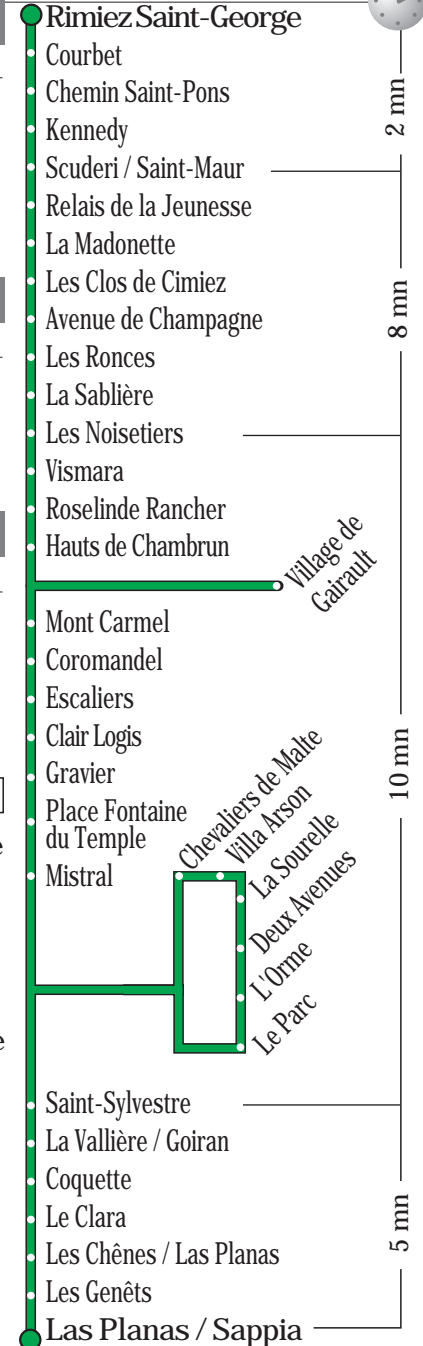 Rimiez Saint-George
Courbet
Chemin Saint-Pons
Kennedy
Scuderi / Saint-Maur
2 mn
Relais de la Jeunesse
La Madonette
Les Clos de Cimiez
Avenue de Champagne
Les Ronces
La Sablière
Les Noisetiers
8 mn
Vismara
Roselinde Rancher
Hauts de Chambrun
Village de
Gairault
Mont Carmel
Coromandel
Escaliers
Clair Logis
Gravier
Place Fontaine
du Temple
Mistral
Chevaliers de Malte
Villa Arson
La Sourelle
Deux Avenues
L'Orme
Le Parc
10 mn
Saint-Sylvestre
La Vallière / Goiran
Coquette
Le Clara
Les Chênes / Las Planas
Les Genêts
Las Planas / Sappia
5 mn
e
e